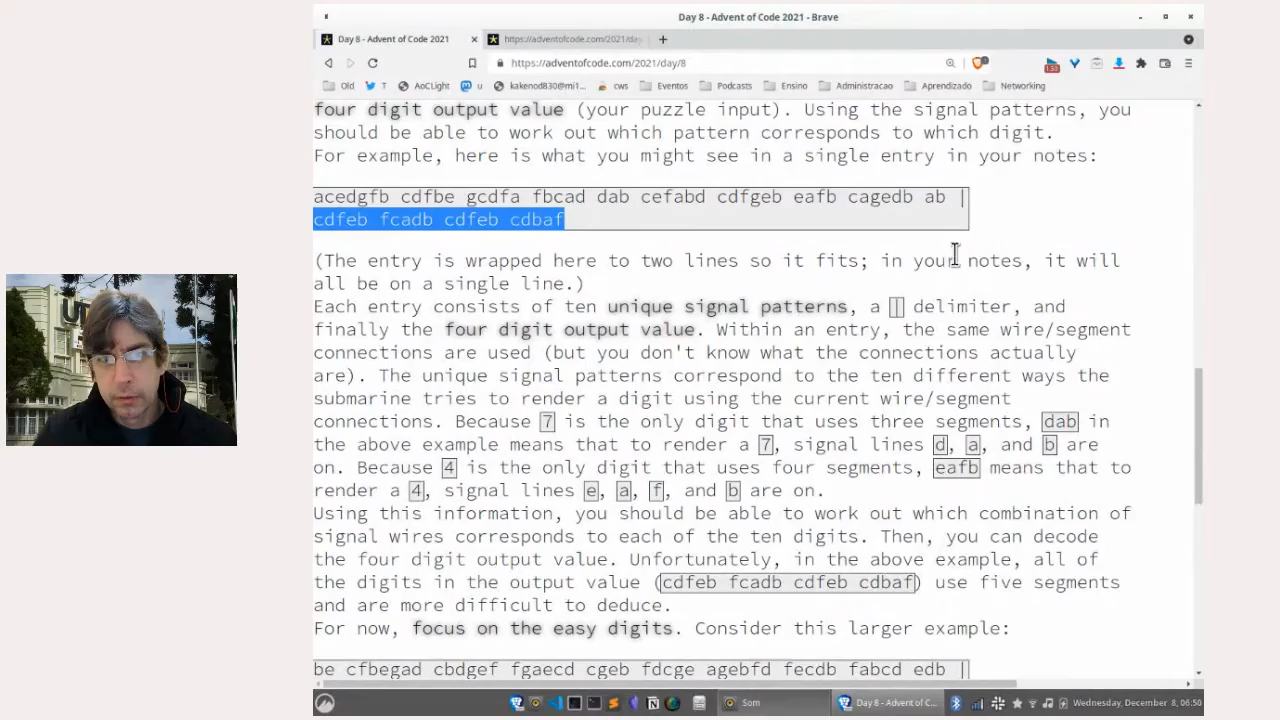 Day 8 - Advent of Code 2021 - Brave
Day 8 - Advent of Code 2021
https://adventofcode.com/2021/day
https://adventofcode.com/2021/day/8
Old
T
AoCLight
u
kakenod830@mi1...
cws
Eventos
Podcasts
Ensino
Administracao
Aprendizado
Networking
four digit output value (your puzzle input). Using the signal patterns, you
should be able to work out which pattern corresponds to which digit.
For example, here is what you might see in a single entry in your notes:
acedgfb cdfbe gcdfa fbcad dab cefabd cdfgeb eafb cagedb ab |
cdfeb fcadb cdfeb cdbaf
(The entry is wrapped here to two lines so it fits; in your notes, it will
all be on a single line.)
Each entry consists of ten unique signal patterns, a | delimiter, and
finally the four digit output value. Within an entry, the same wire/segment
connections are used (but you don't know what the connections actually
are). The unique signal patterns correspond to the ten different ways the
submarine tries to render a digit using the current wire/segment
connections. Because 7 is the only digit that uses three segments, dab in
the above example means that to render a 7, signal lines d, a, and b are
on. Because 4 is the only digit that uses four segments, eafb means that to
render a 4, signal lines e, a, f, and b are on.
Using this information, you should be able to work out which combination of
signal wires corresponds to each of the ten digits. Then, you can decode
the four digit output value. Unfortunately, in the above example, all of
the digits in the output value (cdfeb fcadb cdfeb cdbaf) use five segments
and are more difficult to deduce.
For now, focus on the easy digits. Consider this larger example:
be cfbegad cbdgef fgaecd cgeb fdcge agebfd fecdb fabcd edb |
Som
Day 8 - Advent of C...
Wednesday, December 8, 06:50